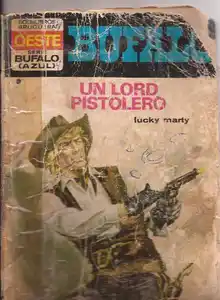 OESTE
SERIE
BUFALO
(AZUL)
BUFALO
UN LORD
PISTOLERO
lucky marty